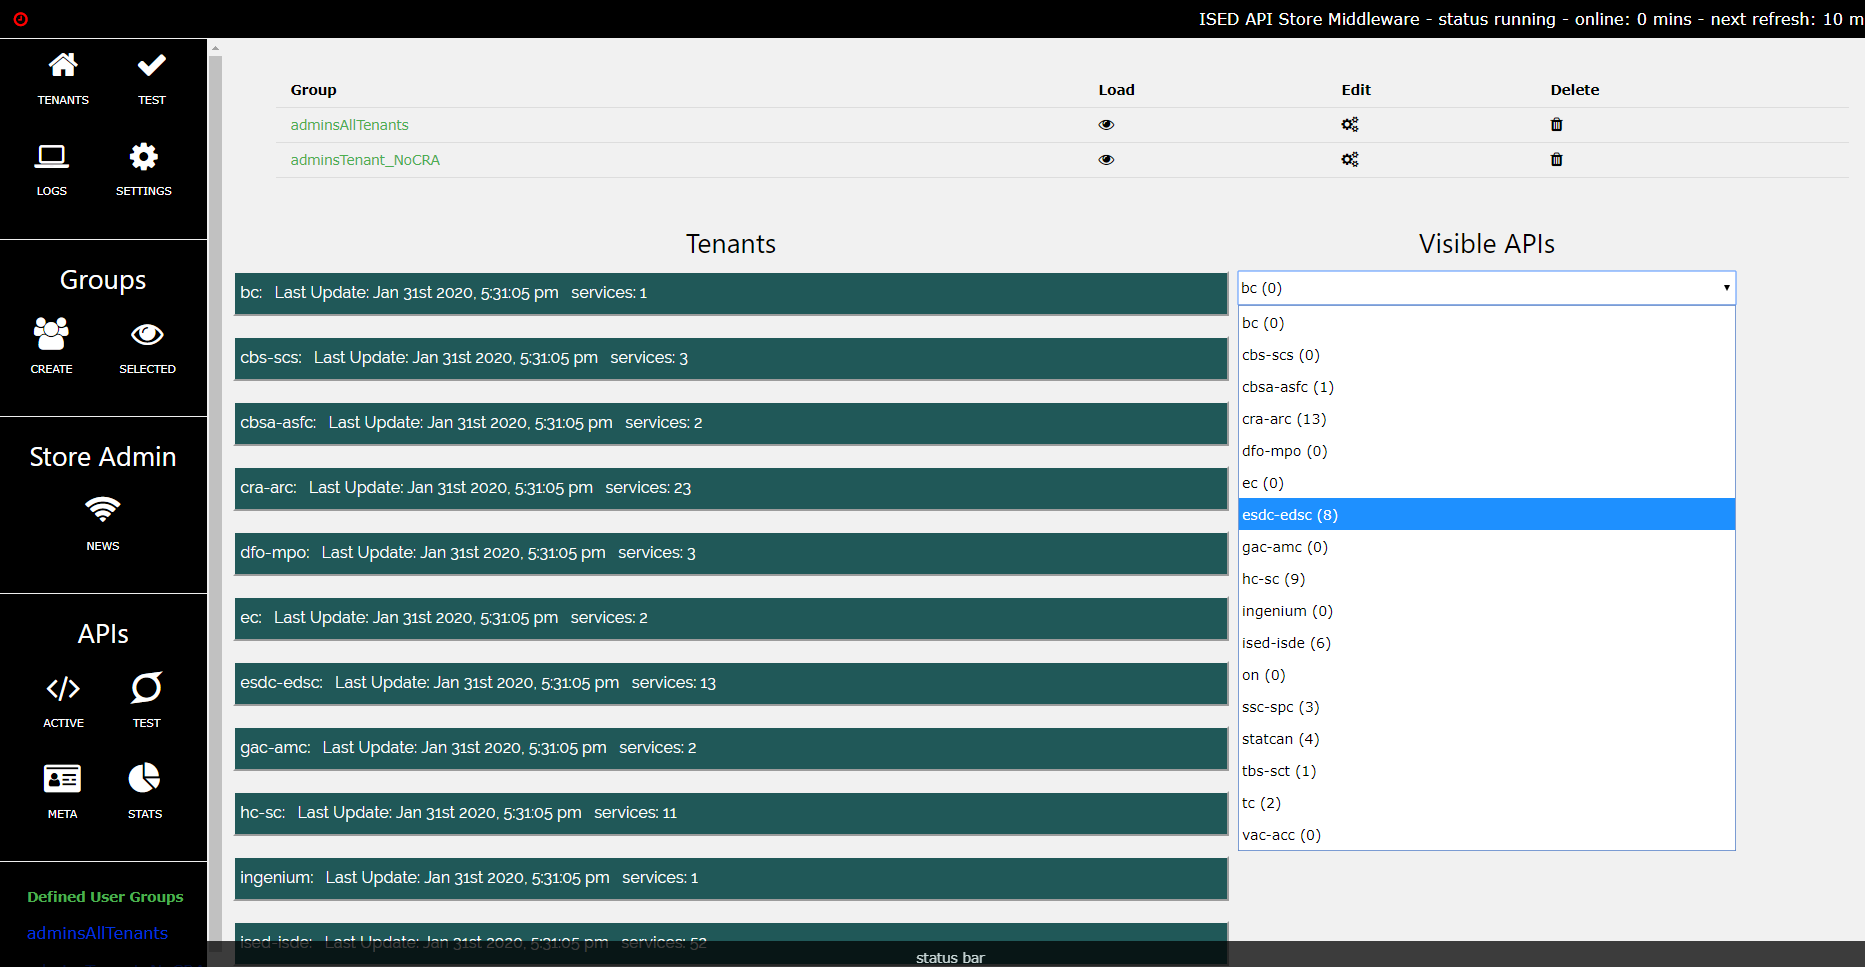 ISED API Store Middleware - status running - online: 0 mins - next refresh: 10 m
TENANTS TEST
LOGS SETTINGS
Groups
CREATE SELECTED
Store Admin
NEWS
APIs
ACTIVE TEST
META STATS
Defined User Groups
adminsAllTenants
Group Load Edit Delete
adminsAllTenants
adminsTenant_NoCRA
Tenants
bc: Last Update: Jan 31st 2020, 5:31:05 pm services: 1
cbs-scs: Last Update: Jan 31st 2020, 5:31:05 pm services: 3
cbsa-asfc: Last Update: Jan 31st 2020, 5:31:05 pm services: 2
cra-arc: Last Update: Jan 31st 2020, 5:31:05 pm services: 23
dfo-mpo: Last Update: Jan 31st 2020, 5:31:05 pm services: 3
ec: Last Update: Jan 31st 2020, 5:31:05 pm services: 2
esdc-edsc: Last Update: Jan 31st 2020, 5:31:05 pm services: 13
gac-amc: Last Update: Jan 31st 2020, 5:31:05 pm services: 2
hc-sc: Last Update: Jan 31st 2020, 5:31:05 pm services: 11
ingenium: Last Update: Jan 31st 2020, 5:31:05 pm services: 1
ised-isde: Last Update: Jan 31st 2020, 5:31:05 pm services: 52
Visible APIs
bc (0)
bc (0)
cbs-scs (0)
cbsa-asfc (1)
cra-arc (13)
dfo-mpo (0)
ec (0)
esdc-edsc (8)
gac-amc (0)
hc-sc (9)
ingenium (0)
ised-isde (6)
on (0)
ssc-spc (3)
statcan (4)
tbs-sct (1)
tc (2)
vac-acc (0)
status bar